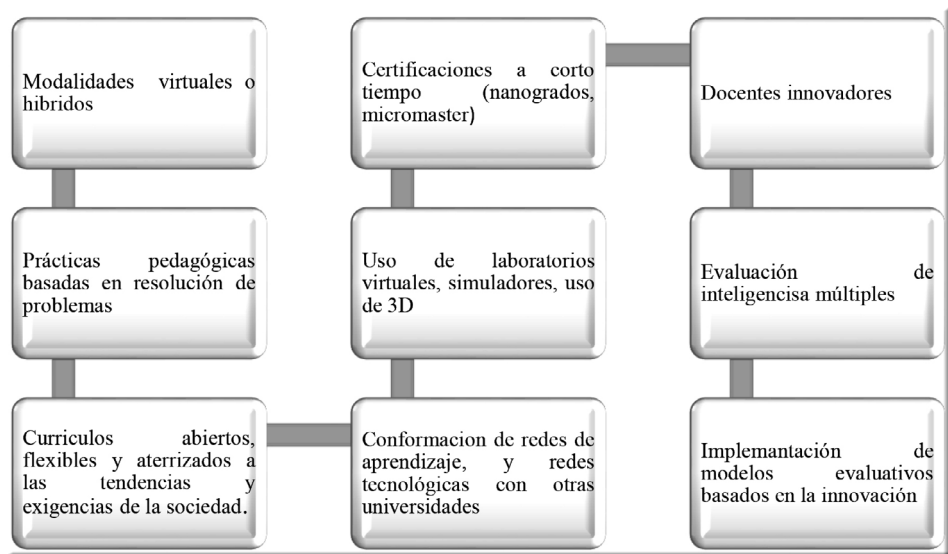 Modalidades virtuales o
hibridos
Prácticas pedagógicas
basadas en resolución de
problemas
Curriculos abiertos,
flexibles y aterrizados a
las tendencias y
exigencias de la sociedad.
Conformacion de redes de
aprendizaje, y redes
tecnológicas con otras
universidades
Uso de laboratorios
virtuales, simuladores, uso
de 3D
Certificaciones a corto
tiempo (nanogrados,
micromaster)
Docentes innovadores
Evaluación de
inteligencisa múltiples
Implemantación de
modelos evaluativos
basados en la innovación